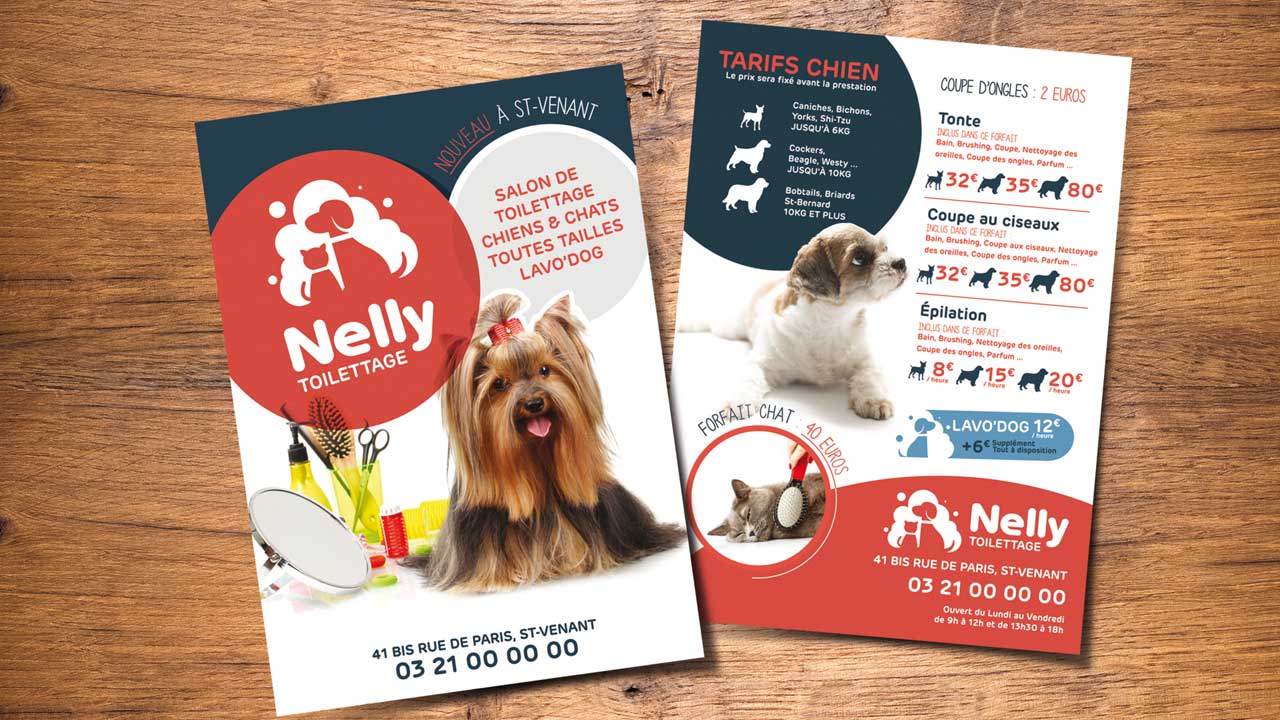 NOUVEAU À ST-VENANT
SALON DE
TOILETTAGE
CHIENS & CHATS
TOUTES TAILLES
LAVO'DOG
Nelly
TOILETTAGE
41 BIS RUE DE PARIS, ST-VENANT
03 21 00 00 00
TARIFS CHIEN
Le prix sera fixé avant la prestation
Caniches, Bichons,
Yorks, Shi-Tzu
JUSQU'À 6KG
Cockers,
Beagle, Westy ...
JUSQU'À 10KG
Bobtails, Briards
St-Bernard
10KG ET PLUS
COUPE D'ONGLES : 2 EUROS
Tonte
INCLUS DANS CE FORFAIT
Bain, Brushing, Coupe, Nettoyage des
oreilles, Coupe des ongles, Parfum ...
32€ 35€ 80€
Coupe au ciseaux
INCLUS DANS CE FORFAIT
Bain, Brushing, Coupe aux ciseaux, Nettoyage
des oreilles, Coupe des ongles, Parfum ...
32€ 35€ 80€
Épilation
INCLUS DANS CE FORFAIT :
Bain, Brushing, Nettoyage des oreilles,
Coupe des ongles, Parfum ...
8€ / heure 15€ / heure 20€ / heure
LAVO'DOG 12€ / heure
+6€ Supplément
Tout à disposition
FORFAIT CHAT : 40 EUROS
Nelly
TOILETTAGE
41 BIS RUE DE PARIS, ST-VENANT
03 21 00 00 00
Ouvert du Lundi au Vendredi
de 9h à 12h et de 13h30 à 18h